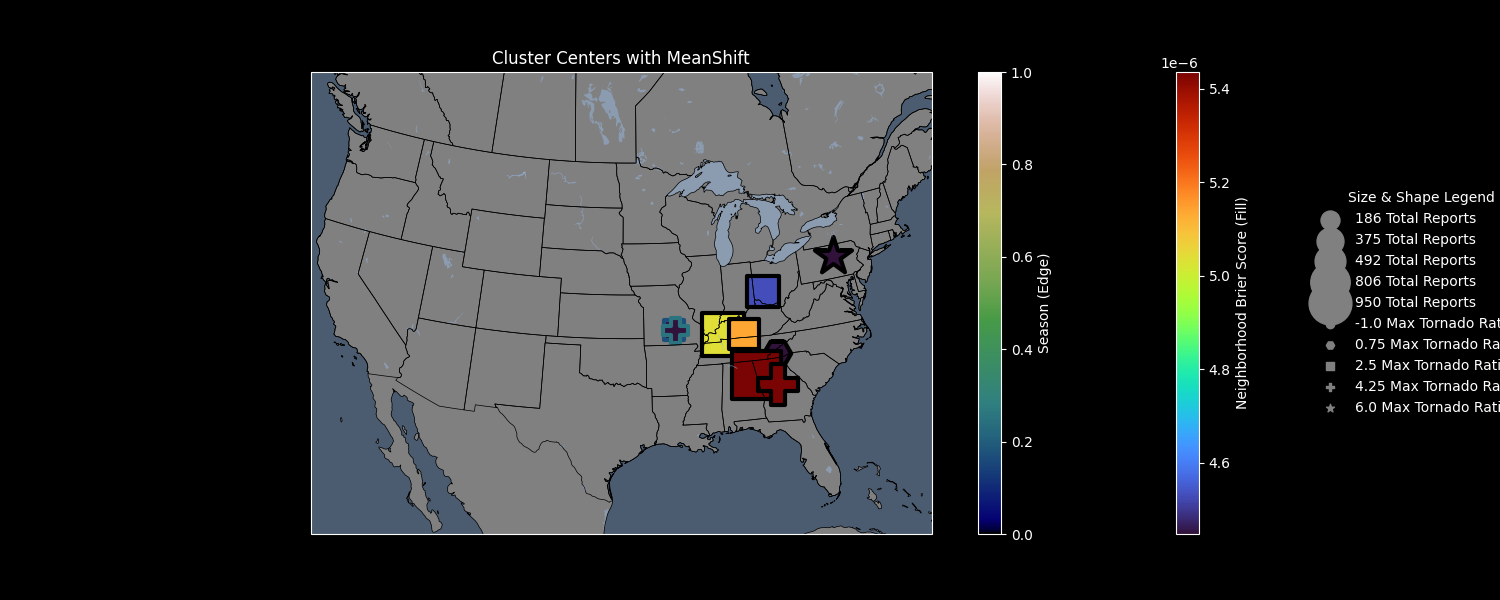 Cluster Centers with MeanShift
1.0
0.8
0.6
0.4
0.2
0.0
Season (Edge)
1e−6
5.4
5.2
5.0
4.8
4.6
Neighborhood Brier Score (Fill)
Size & Shape Legend
186 Total Reports
375 Total Reports
492 Total Reports
806 Total Reports
950 Total Reports
-1.0 Max Tornado Rat
0.75 Max Tornado Ra
2.5 Max Tornado Rati
4.25 Max Tornado Ra
6.0 Max Tornado Rati